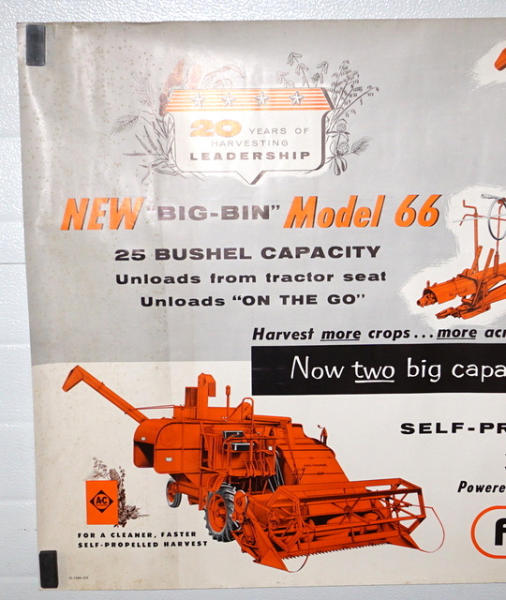 20 YEARS OF
HARVESTING
LEADERSHIP
NEW "BIG-BIN" Model 66
25 BUSHEL CAPACITY
Unloads from tractor seat
Unloads "ON THE GO"
Harvest more crops... more acr
Now two big capa
SELF-PR
Powere
AC
FOR A CLEANER, FASTER
SELF-PROPELLED HARVEST